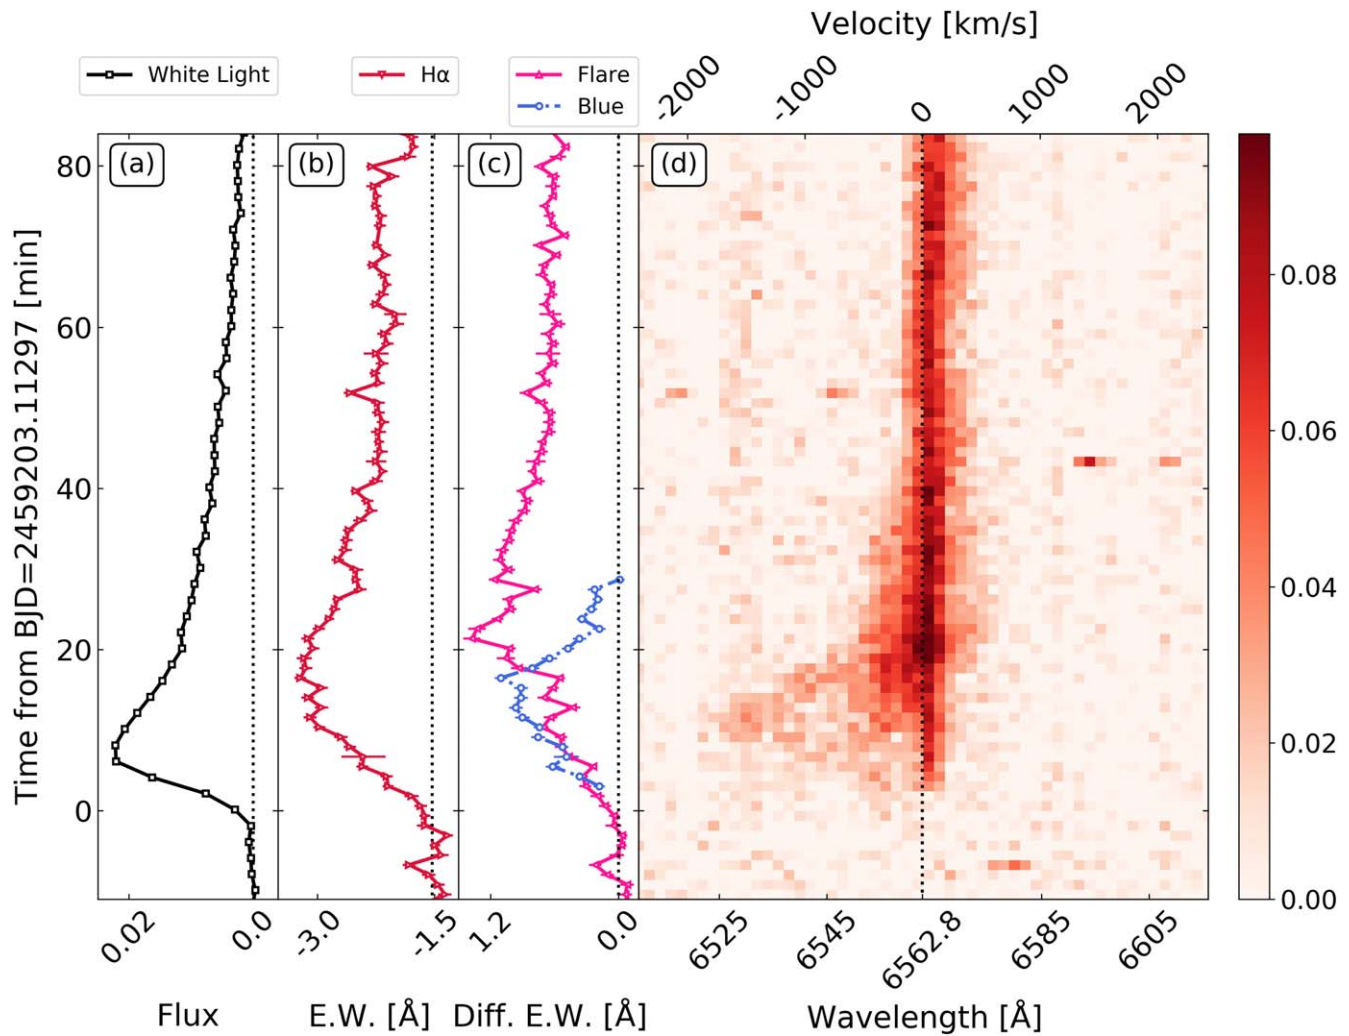 Velocity [km/s]
White Light
Hα
Flare
Blue
-2000
-1000
0
1000
2000
(a)
(b)
(c)
(d)
Time from BJD=2459203.11297 [min]
80
60
40
20
0
0.08
0.06
0.04
0.02
0.00
0.02
0.0
-3.0
-1.5
1.2
0.0
6525
6545
6562.8
6585
6605
Flux
E.W. [Å]
Diff. E.W. [Å]
Wavelength [Å]